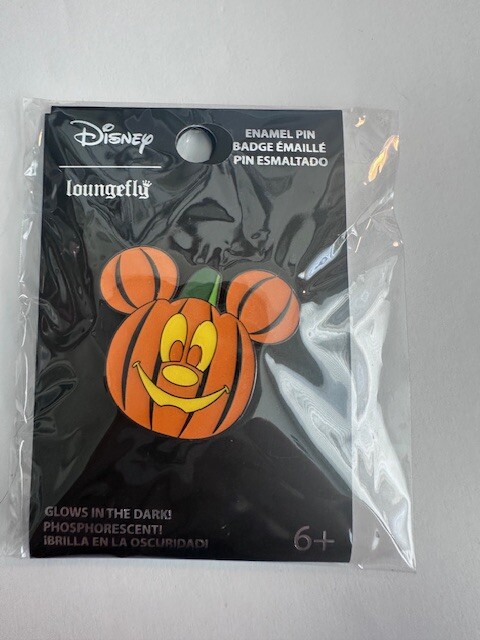 Disney
loungefly
ENAMEL PIN
BADGE ÉMAILLÉ
PIN ESMALTADO
GLOWS IN THE DARK!
PHOSPHORESCENT!
¡BRILLA EN LA OSCURIDAD!
6+